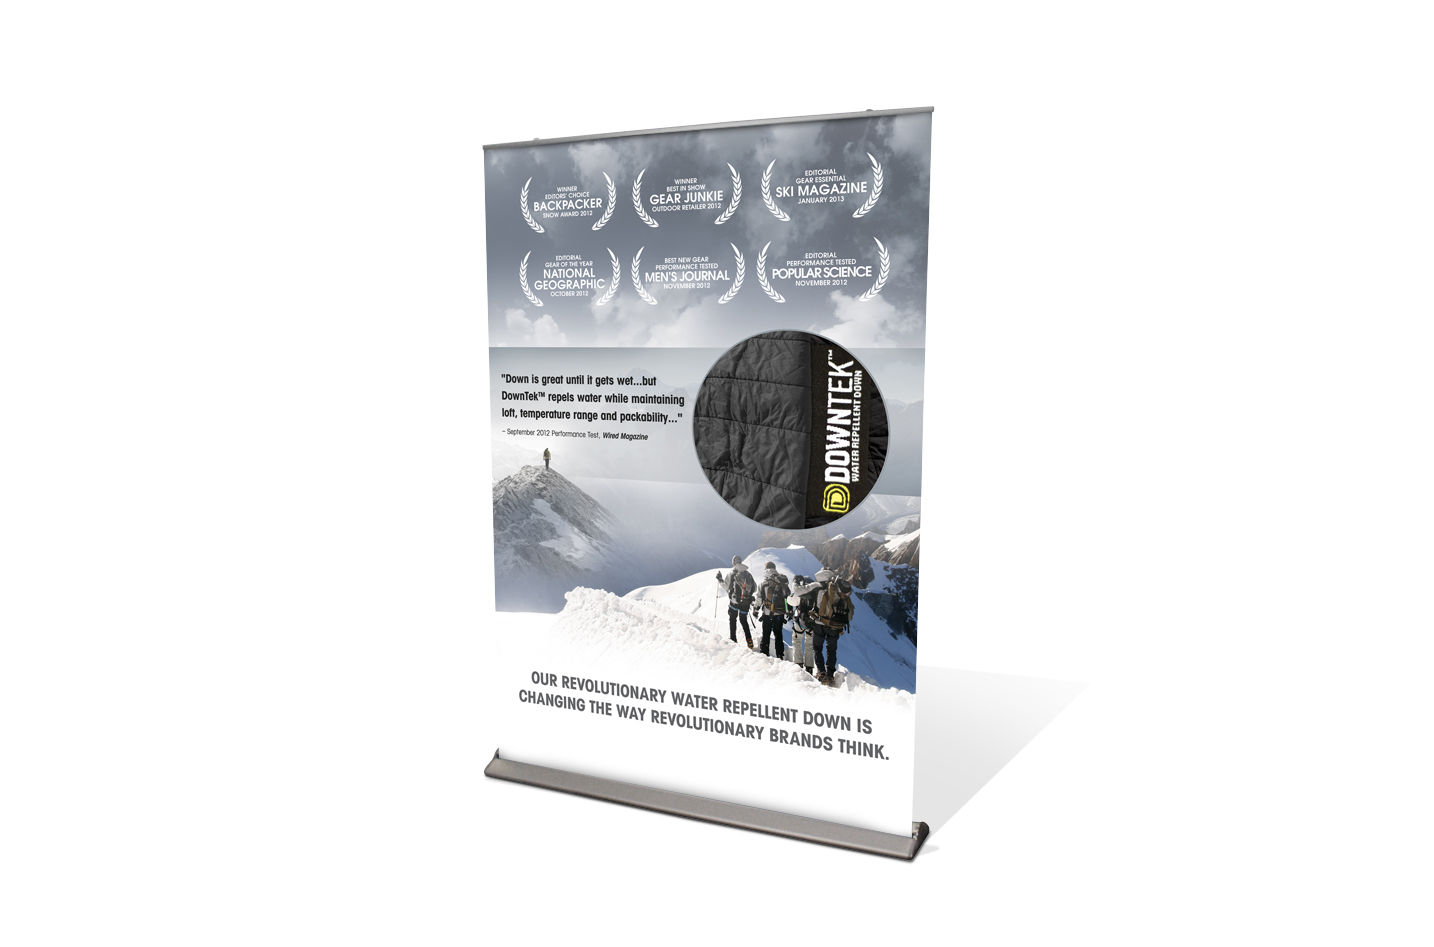 WINNER
EDITORS' CHOICE
BACKPACKER
SNOW AWARD 2012
WINNER
BEST IN SHOW
GEAR JUNKIE
OUTDOOR RETAILER 2012
EDITORIAL
GEAR ESSENTIAL
SKI MAGAZINE
JANUARY 2013
EDITORIAL
GEAR OF THE YEAR
NATIONAL
GEOGRAPHIC
OCTOBER 2012
BEST NEW GEAR
PERFORMANCE TESTED
MEN'S JOURNAL
NOVEMBER 2012
EDITORIAL
PERFORMANCE TESTED
POPULAR SCIENCE
NOVEMBER 2012
"Down is great until it gets wet...but
DownTek™ repels water while maintaining
loft, temperature range and packability..."
– September 2012 Performance Test, Wired Magazine
DOWNTEK™
WATER REPELLENT DOWN
OUR REVOLUTIONARY WATER REPELLENT DOWN IS
CHANGING THE WAY REVOLUTIONARY BRANDS THINK.